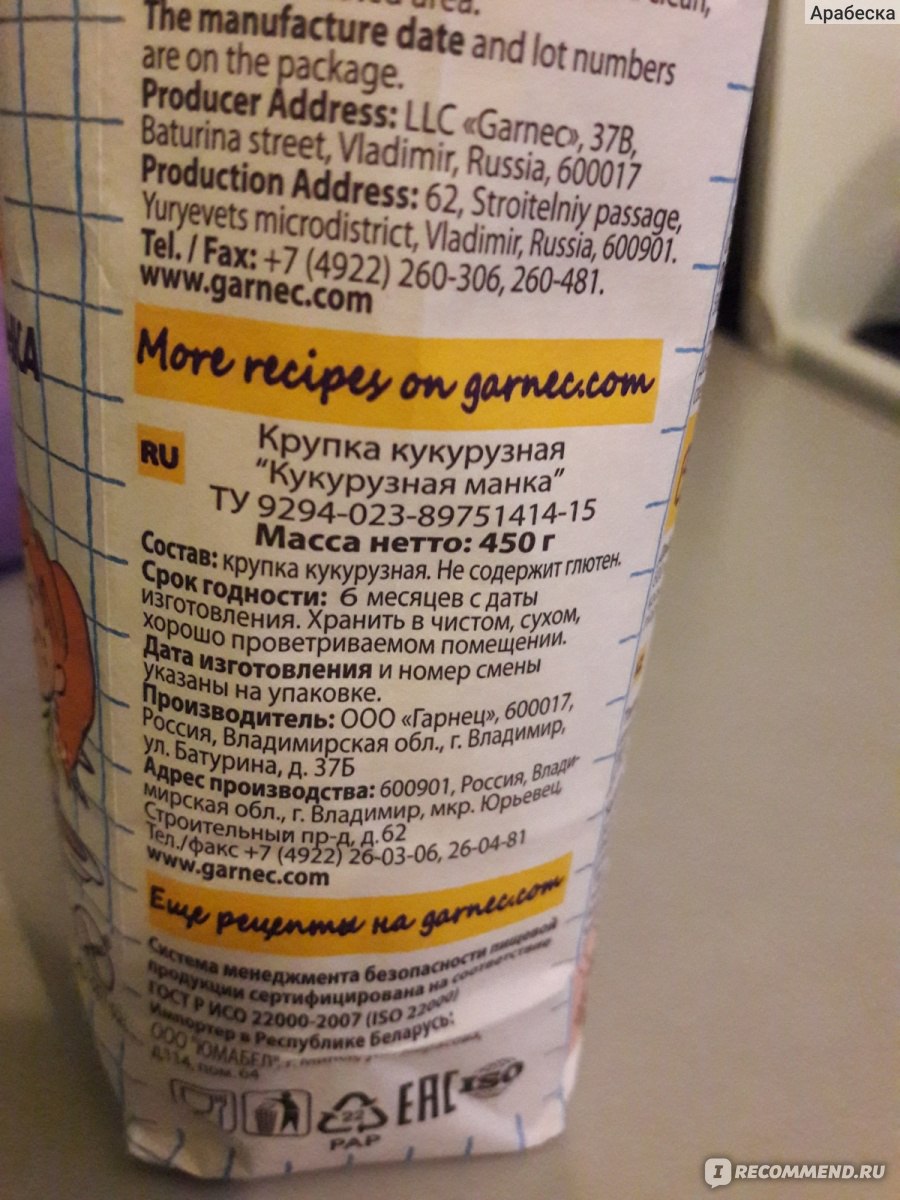 Арабеска
area.
clean,
The manufacture date and lot numbers
are on the package.
Producer Address: LLC «Garnec», 37B,
Baturina street, Vladimir, Russia, 600017
Production Address: 62, Stroitelniy passage,
Yuryevets microdistrict, Vladimir, Russia, 600901.
Tel. / Fax: +7 (4922) 260-306, 260-481.
www.garnec.com
More recipes on garnec.com
RU
Крупка кукурузная
"Кукурузная манка"
ТУ 9294-023-89751414-15
Масса нетто: 450 г
Состав: крупка кукурузная. Не содержит глютен.
Срок годности: 6 месяцев с даты
изготовления. Хранить в чистом, сухом,
хорошо проветриваемом помещении.
Дата изготовления и номер смены
указаны на упаковке.
Производитель: ООО «Гарнец», 600017,
Россия, Владимирская обл., г. Владимир,
ул. Батурина, д. 37Б
Адрес производства: 600901, Россия, Влади-
мирская обл., г. Владимир, мкр. Юрьевец,
Строительный пр-д, д.62
Тел./факс +7 (4922) 26-03-06, 26-04-81
www.garnec.com
Еще рецепты на garnec.com
Система менеджмента безопасности пищевой
продукции сертифицирована на соответствие
ГОСТ Р ИСО 22000-2007 (ISO 22000)
Импортер в Республике Беларусь:
ООО "ЮМАБЕЛ", г.
пом. 64
22
PAP
EAC
ISO
IRECOMMEND.RU